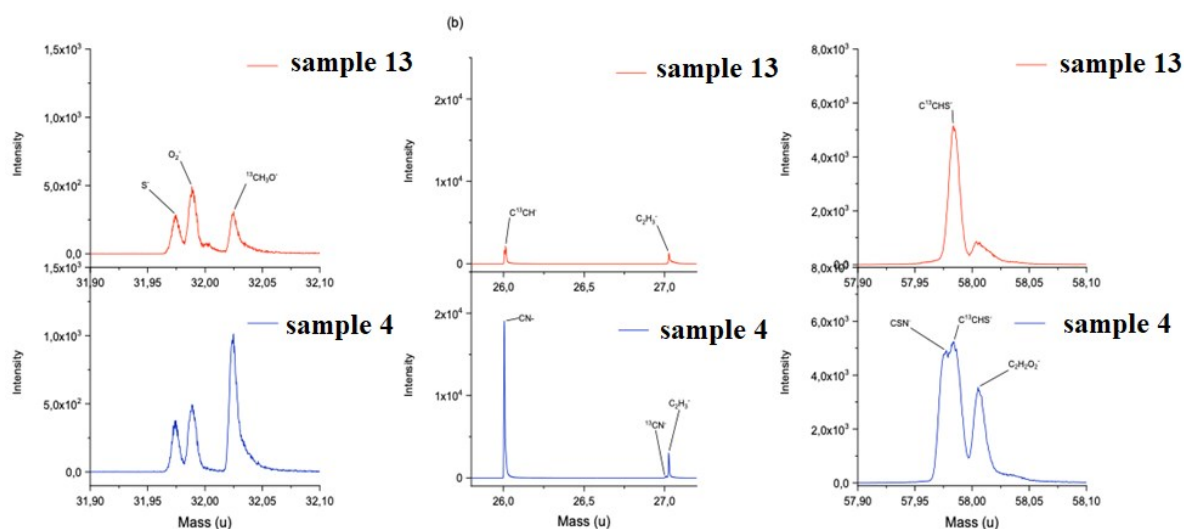 (b)
sample 13
1,5x10³
1,0x10³
5,0x10²
0,0
Intensity
S⁻
O₂⁻
¹³CH₃O⁻
31,90
31,95
32,00
32,05
32,10
sample 13
2x10⁴
1x10⁴
0
Intensity
C¹³CH⁻
C₂H₃⁻
26,0
26,5
27,0
sample 13
8,0x10³
6,0x10³
4,0x10³
2,0x10³
0,0
Intensity
C¹³CHS⁻
57,90
57,95
58,00
58,05
58,10
sample 4
1,5x10³
1,0x10³
5,0x10²
0,0
Intensity
31,90
31,95
32,00
32,05
32,10
Mass (u)
sample 4
2x10⁴
1x10⁴
0
Intensity
CN-
¹³CN⁻
C₂H₃⁻
26,0
26,5
27,0
Mass (u)
sample 4
8,0x10³
6,0x10³
4,0x10³
2,0x10³
0,0
Intensity
CSN⁻
C¹³CHS⁻
C₂H₂O₂⁻
57,90
57,95
58,00
58,05
58,10
Mass (u)